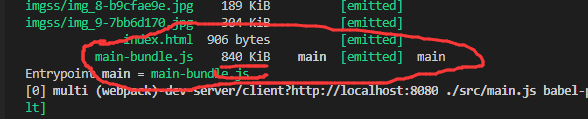 imgss/img_8-b9cfae9e.jpg 189 KiB [emitted]
imgss/img_9-7bb6d170.jpg 304 KiB [emitted]
index.html 906 bytes [emitted]
main-bundle.js 840 KiB main [emitted] main
Entrypoint main = main-bundle.js
[0] multi (webpack)-dev-server/client?http://localhost:8080 ./src/main.js babel-p
lt]